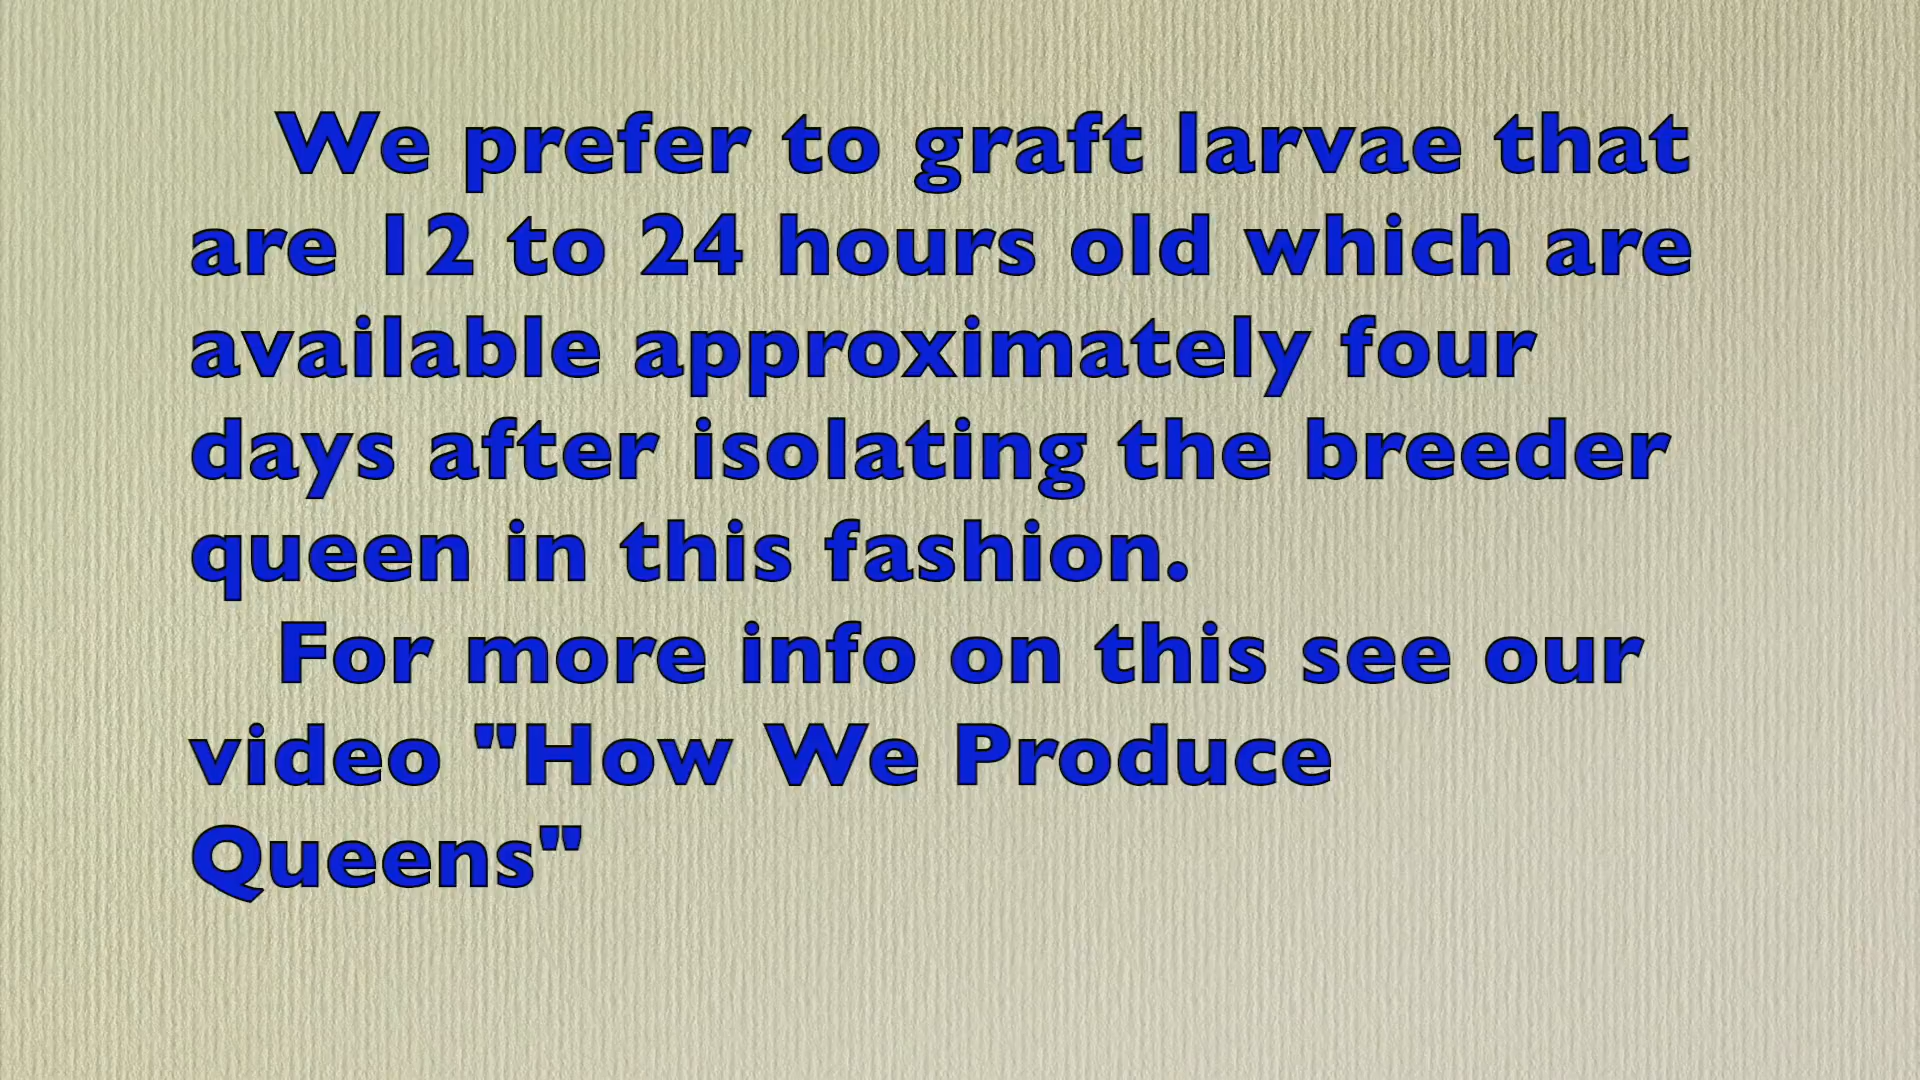 We prefer to graft larvae that
are 12 to 24 hours old which are
available approximately four
days after isolating the breeder
queen in this fashion.
For more info on this see our
video "How We Produce
Queens"